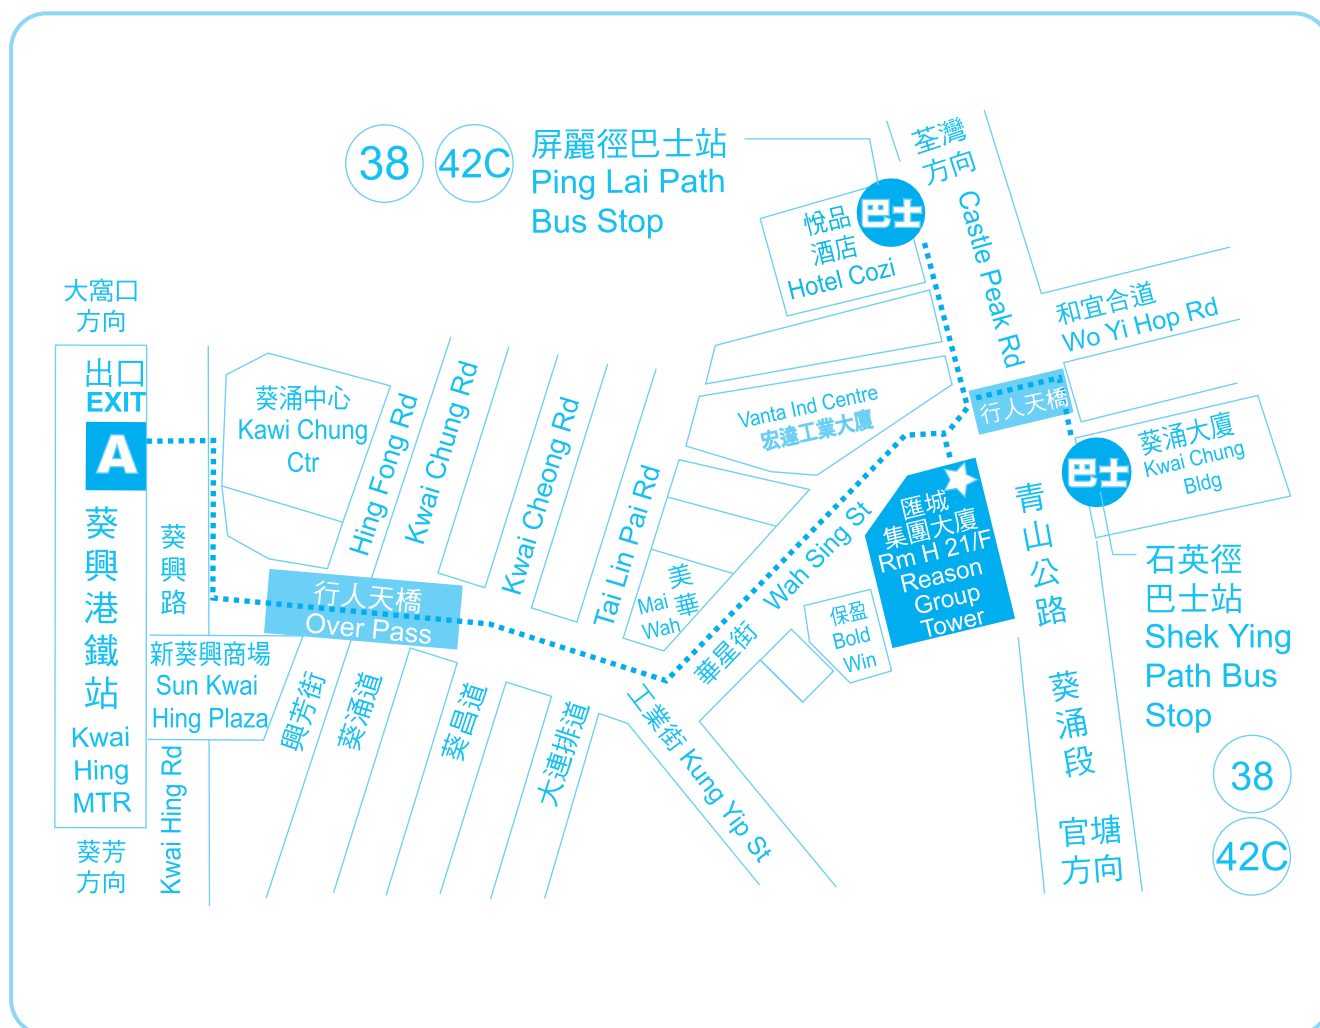 38
42C
屏麗徑巴士站
Ping Lai Path
Bus Stop
荃灣
方向
Castle Peak Rd
巴士
悅品
酒店
Hotel Cozi
和宜合道
Wo Yi Hop Rd
大窩口
方向
出口
EXIT
A
葵興港鐵站
Kwai
Hing
MTR
葵芳
方向
葵興路
Kwai Hing Rd
葵涌中心
Kawi Chung
Ctr
新葵興商場
Sun Kwai
Hing Plaza
Hing Fong Rd
興芳街
Kwai Chung Rd
葵涌道
行人天橋
Over Pass
Kwai Cheong Rd
葵昌道
Tai Lin Pai Rd
大連排道
Vanta Ind Centre
宏達工業大廈
美華
Mai
Wah
華星街
Wah Sing St
工業街 Kung Yip St
保盈
Bold
Win
匯城
集團大廈
Rm H 21/F
Reason
Group
Tower
行人天橋
巴士
葵涌大廈
Kwai Chung
Bldg
青山公路
葵涌段
官塘
方向
石英徑
巴士站
Shek Ying
Path Bus
Stop
38
42C